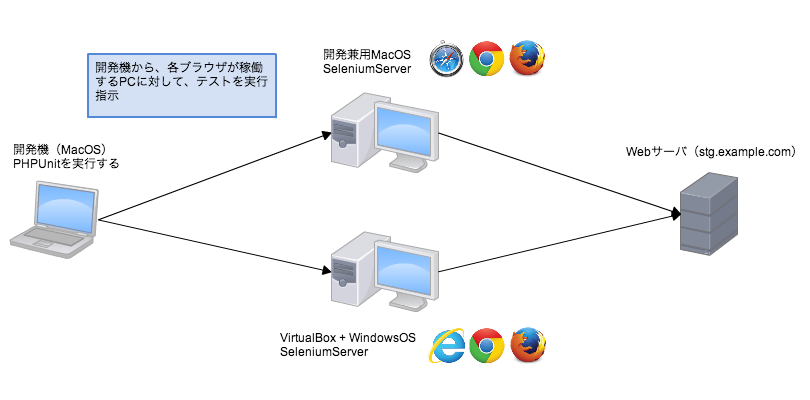 開発機から、各ブラウザが稼働
するPCに対して、テストを実行
指示
開発兼用MacOS
SeleniumServer
開発機（MacOS）
PHPUnitを実行する
Webサーバ（stg.example.com）
VirtualBox + WindowsOS
SeleniumServer